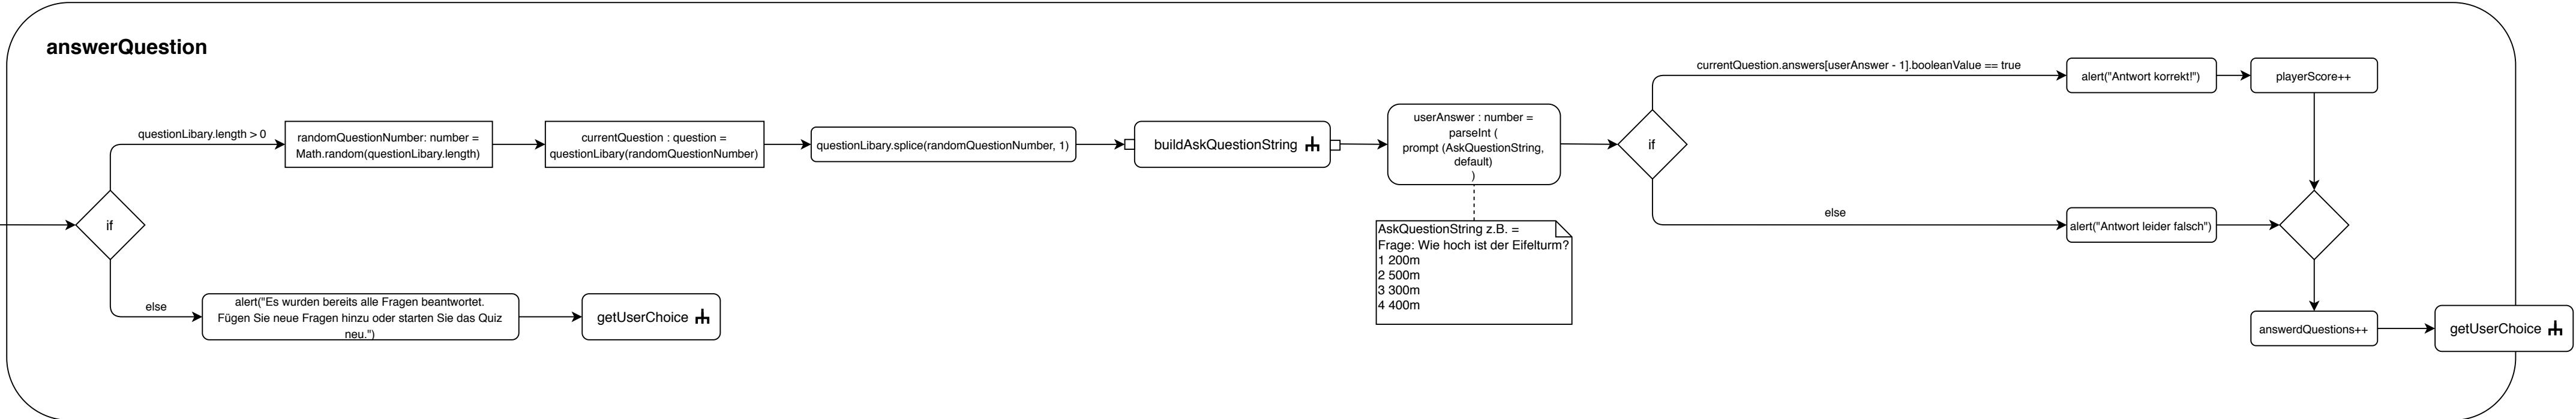 answerQuestion
if
questionLibary.length > 0
randomQuestionNumber: number =
Math.random(questionLibary.length)
currentQuestion : question =
questionLibary(randomQuestionNumber)
questionLibary.splice(randomQuestionNumber, 1)
buildAskQuestionString
userAnswer : number =
parseInt (
prompt (AskQuestionString,
default)
)
AskQuestionString z.B. =
Frage: Wie hoch ist der Eifelturm?
1 200m
2 500m
3 300m
4 400m
if
currentQuestion.answers[userAnswer - 1].booleanValue == true
alert("Antwort korrekt!")
playerScore++
else
alert("Antwort leider falsch")
answerdQuestions++
getUserChoice
else
alert("Es wurden bereits alle Fragen beantwortet.
Fügen Sie neue Fragen hinzu oder starten Sie das Quiz
neu.")
getUserChoice